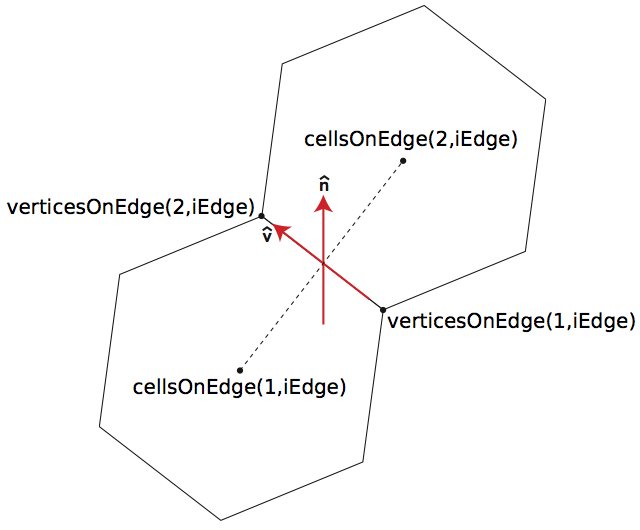 cellsOnEdge(2,iEdge)
n̂
verticesOnEdge(2,iEdge)
v̂
verticesOnEdge(1,iEdge)
cellsOnEdge(1,iEdge)